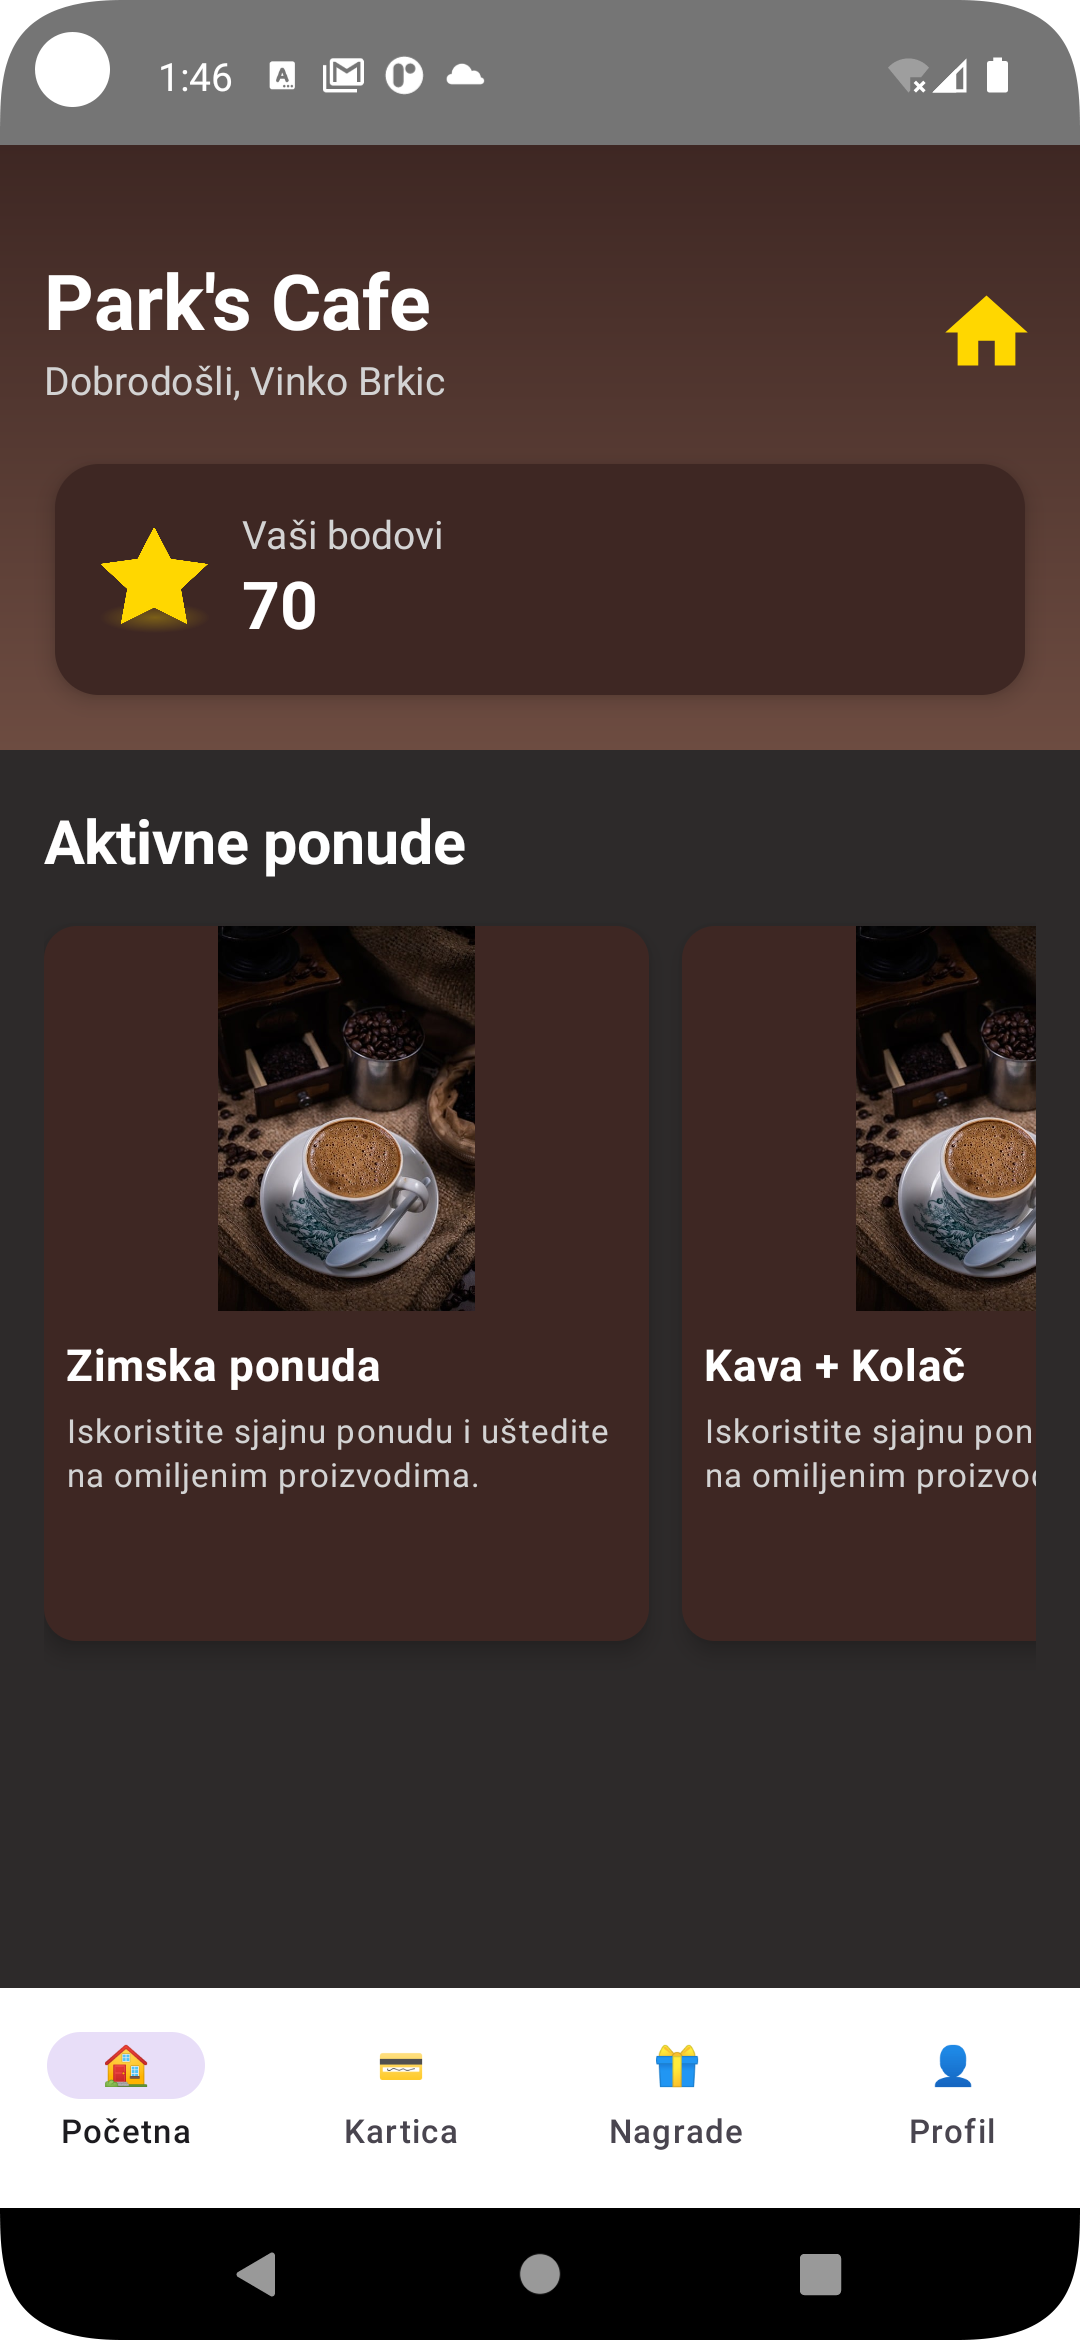 1:46
Park's Cafe
Dobrodošli, Vinko Brkic
Vaši bodovi
70
Aktivne ponude
Zimska ponuda
Iskoristite sjajnu ponudu i uštedite
na omiljenim proizvodima.
Kava + Kolač
Iskoristite sjajnu pon
na omiljenim proizvo
Početna
Kartica
Nagrade
Profil